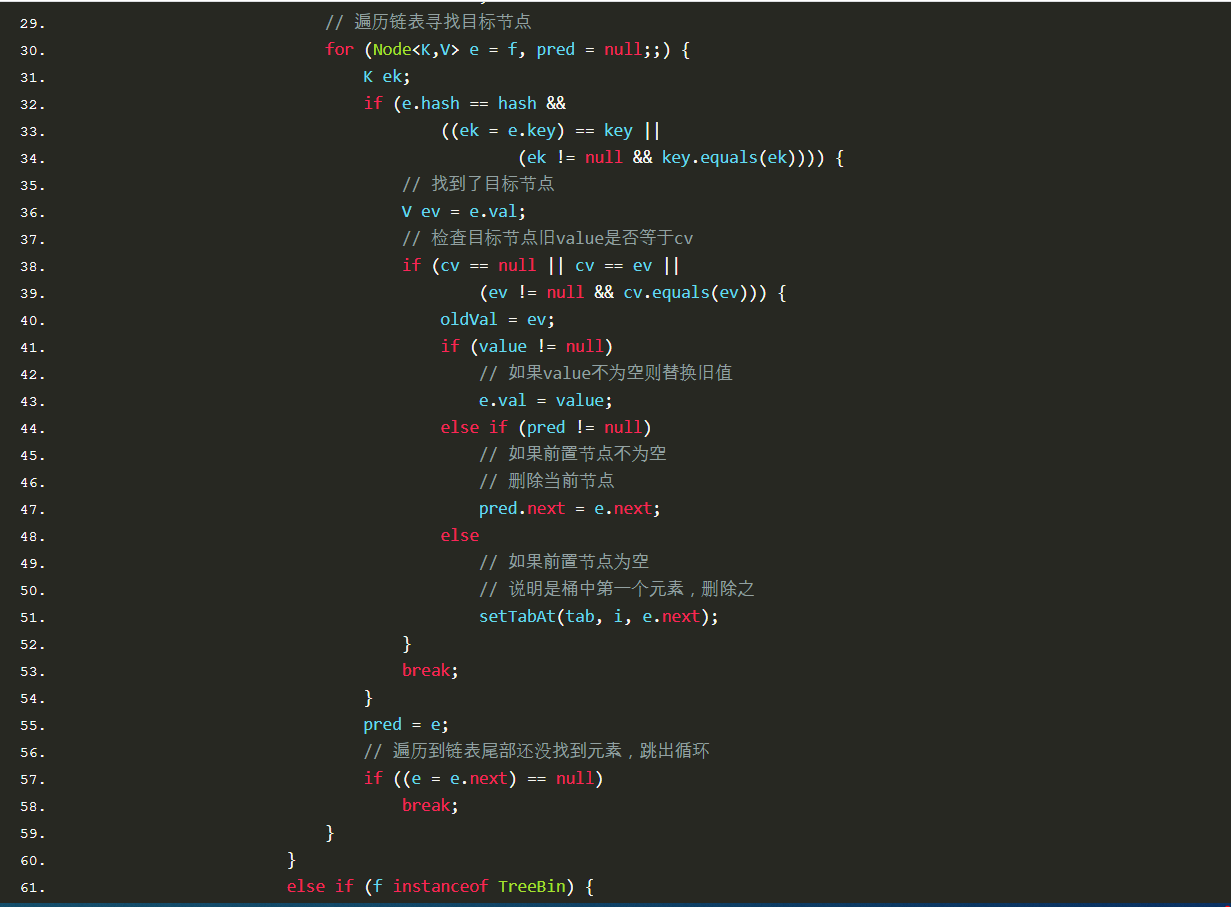 29. // 遍历链表寻找目标节点
30. for (Node<K,V> e = f, pred = null;;) {
31. K ek;
32. if (e.hash == hash &&
33. ((ek = e.key) == key ||
34. (ek != null && key.equals(ek)))) {
35. // 找到了目标节点
36. V ev = e.val;
37. // 检查目标节点旧value是否等于cv
38. if (cv == null || cv == ev ||
39. (ev != null && cv.equals(ev))) {
40. oldVal = ev;
41. if (value != null)
42. // 如果value不为空则替换旧值
43. e.val = value;
44. else if (pred != null)
45. // 如果前置节点不为空
46. // 删除当前节点
47. pred.next = e.next;
48. else
49. // 如果前置节点为空
50. // 说明是桶中第一个元素，删除之
51. setTabAt(tab, i, e.next);
52. }
53. break;
54. }
55. pred = e;
56. // 遍历到链表尾部还没找到元素，跳出循环
57. if ((e = e.next) == null)
58. break;
59. }
60. }
61. else if (f instanceof TreeBin) {